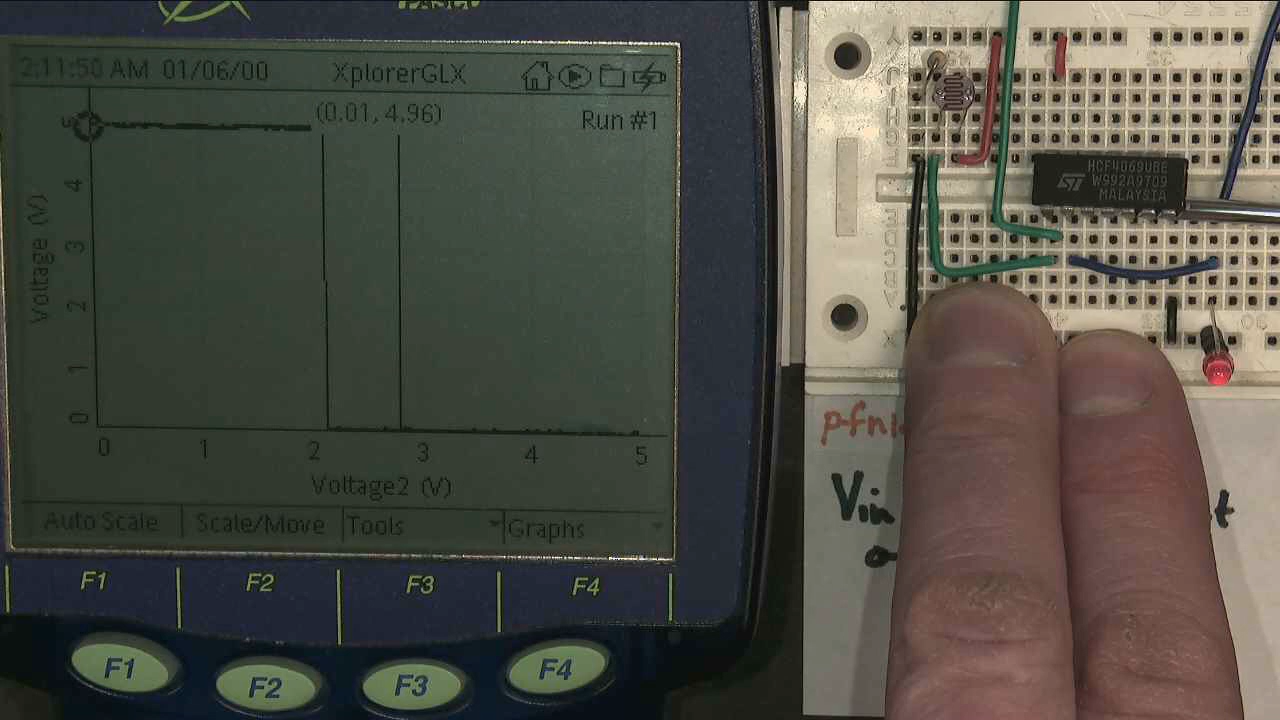 PASCO
2:11:50 AM 01/06/00 XplorerGLX
(0.01, 4.96)
Run #1
5
4
3
2
1
0
Voltage (V)
0 1 2 3 4 5
Voltage2 (V)
Auto Scale Scale/Move Tools Graphs
F1 F2 F3 F4
F1 F2 F3 F4
HCF4069UBE
W992A9709
ST
MALAYSIA
X
Vin
t